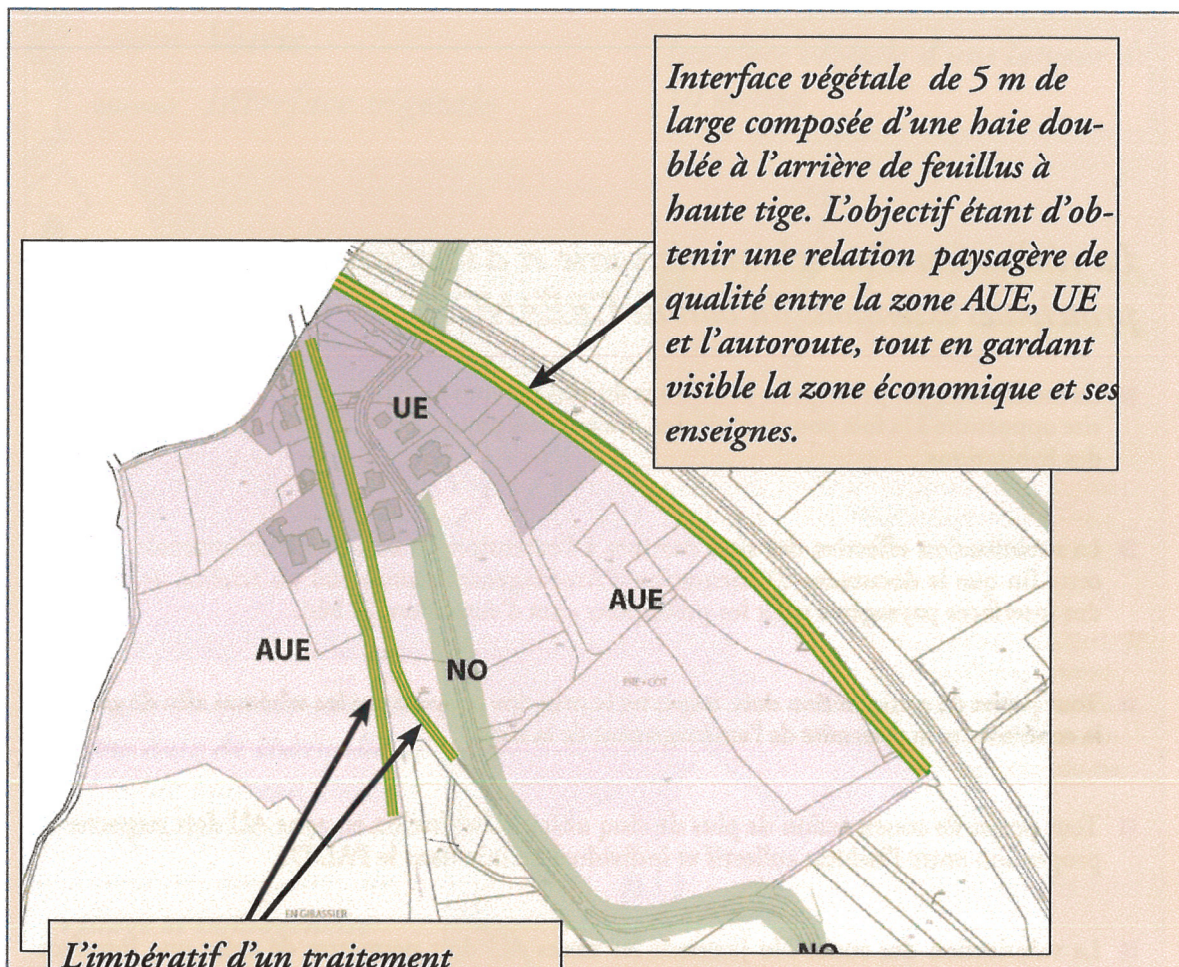 Interface végétale de 5 m de
large composée d'une haie dou-
blée à l'arrière de feuillus à
haute tige. L'objectif étant d'ob-
tenir une relation paysagère de
qualité entre la zone AUE, UE
et l'autoroute, tout en gardant
visible la zone économique et ses
enseignes.
UE
AUE
AUE
NO
PRE-COT
EN GIBASSIER
NO
L'impératif d'un traitement